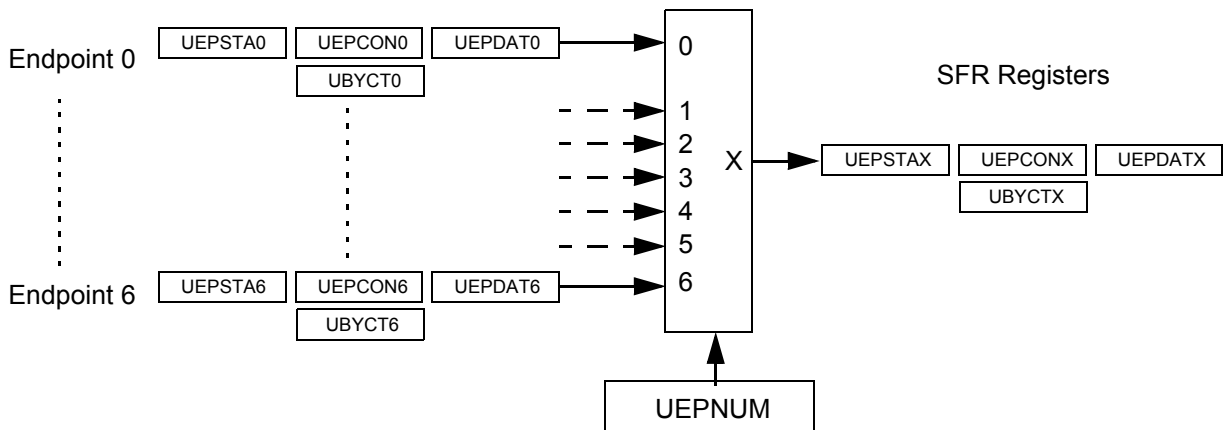 Endpoint 0 UEPSTA0 UEPCON0 UEPDAT0 0
UBYCT0
SFR Registers
1
2
X UEPSTAX UEPCONX UEPDATX
3
UBYCTX
4
5
Endpoint 6 UEPSTA6 UEPCON6 UEPDAT6 6
UBYCT6
UEPNUM